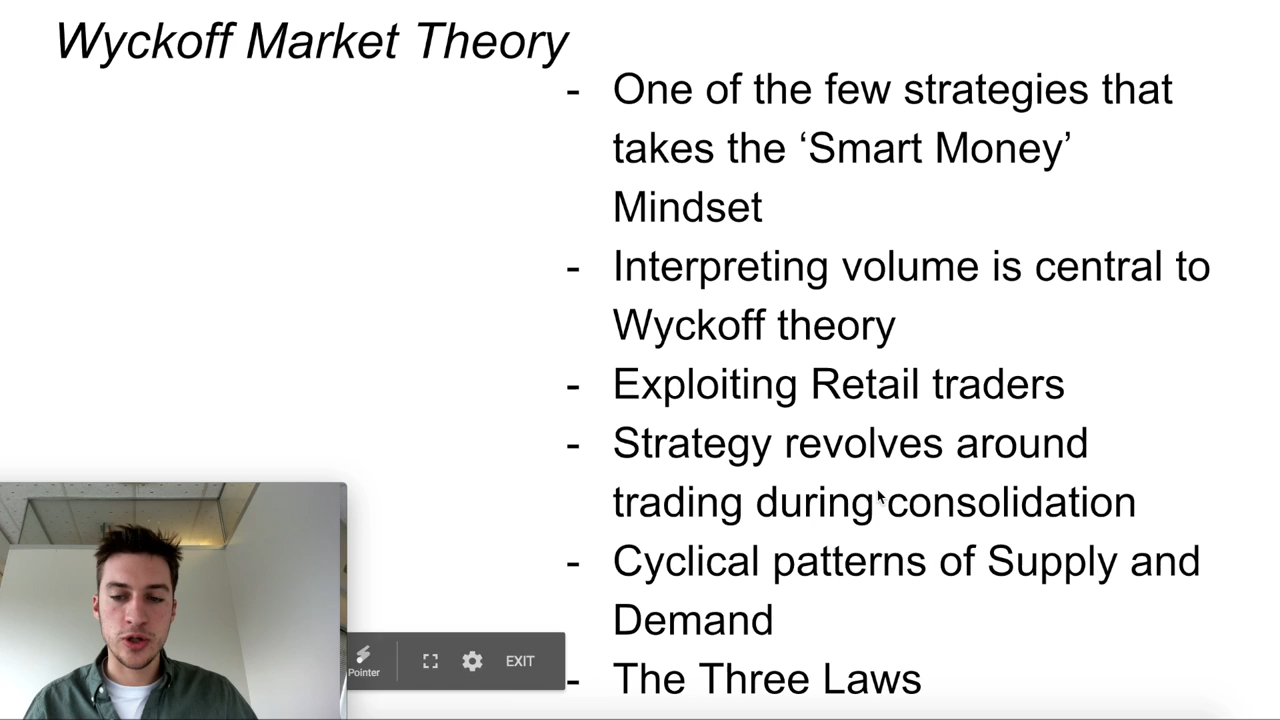 Wyckoff Market Theory
- One of the few strategies that
takes the ‘Smart Money’
Mindset
- Interpreting volume is central to
Wyckoff theory
- Exploiting Retail traders
- Strategy revolves around
trading during consolidation
- Cyclical patterns of Supply and
Demand
- The Three Laws
Pointer
EXIT